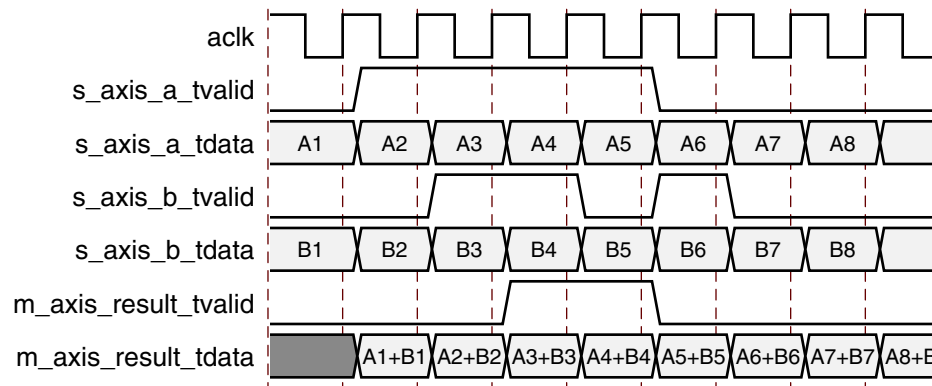 aclk
s_axis_a_tvalid
s_axis_a_tdata A1 A2 A3 A4 A5 A6 A7 A8
s_axis_b_tvalid
s_axis_b_tdata B1 B2 B3 B4 B5 B6 B7 B8
m_axis_result_tvalid
m_axis_result_tdata A1+B1 A2+B2 A3+B3 A4+B4 A5+B5 A6+B6 A7+B7 A8+B